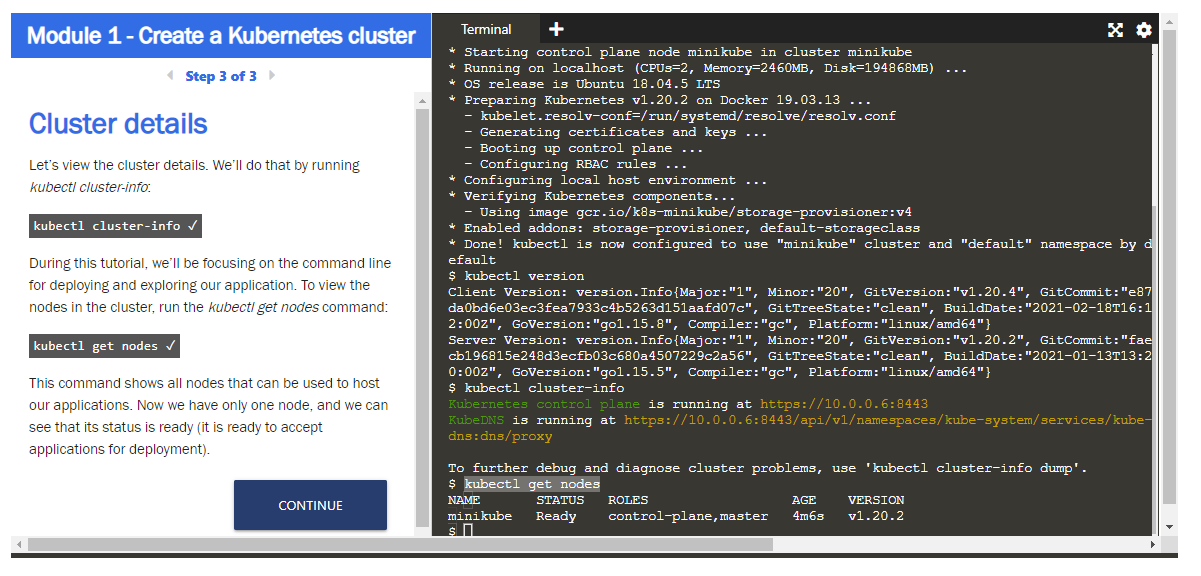 Module 1 - Create a Kubernetes cluster
Step 3 of 3
Cluster details
Let's view the cluster details. We'll do that by running
kubectl cluster-info:
kubectl cluster-info ✓
During this tutorial, we'll be focusing on the command line
for deploying and exploring our application. To view the
nodes in the cluster, run the kubectl get nodes command:
kubectl get nodes ✓
This command shows all nodes that can be used to host
our applications. Now we have only one node, and we can
see that its status is ready (it is ready to accept
applications for deployment).
CONTINUE
Terminal
* Starting control plane node minikube in cluster minikube
* Running on localhost (CPUs=2, Memory=2460MB, Disk=194868MB) ...
* OS release is Ubuntu 18.04.5 LTS
* Preparing Kubernetes v1.20.2 on Docker 19.03.13 ...
- kubelet.resolv-conf=/run/systemd/resolve/resolv.conf
- Generating certificates and keys ...
- Booting up control plane ...
- Configuring RBAC rules ...
* Configuring local host environment ...
* Verifying Kubernetes components...
- Using image gcr.io/k8s-minikube/storage-provisioner:v4
* Enabled addons: storage-provisioner, default-storageclass
* Done! kubectl is now configured to use "minikube" cluster and "default" namespace by d
efault
$ kubectl version
Client Version: version.Info{Major:"1", Minor:"20", GitVersion:"v1.20.4", GitCommit:"e87
da0bd6e03ec3fea7933c4b5263d151aafd07c", GitTreeState:"clean", BuildDate:"2021-02-18T16:1
2:00Z", GoVersion:"go1.15.8", Compiler:"gc", Platform:"linux/amd64"}
Server Version: version.Info{Major:"1", Minor:"20", GitVersion:"v1.20.2", GitCommit:"fae
cb196815e248d3ecfb03c680a4507229c2a56", GitTreeState:"clean", BuildDate:"2021-01-13T13:2
0:00Z", GoVersion:"go1.15.5", Compiler:"gc", Platform:"linux/amd64"}
$ kubectl cluster-info
Kubernetes control plane is running at https://10.0.0.6:8443
KubeDNS is running at https://10.0.0.6:8443/api/v1/namespaces/kube-system/services/kube-
dns:dns/proxy
To further debug and diagnose cluster problems, use 'kubectl cluster-info dump'.
$ kubectl get nodes
NAME STATUS ROLES AGE VERSION
minikube Ready control-plane,master 4m6s v1.20.2
$